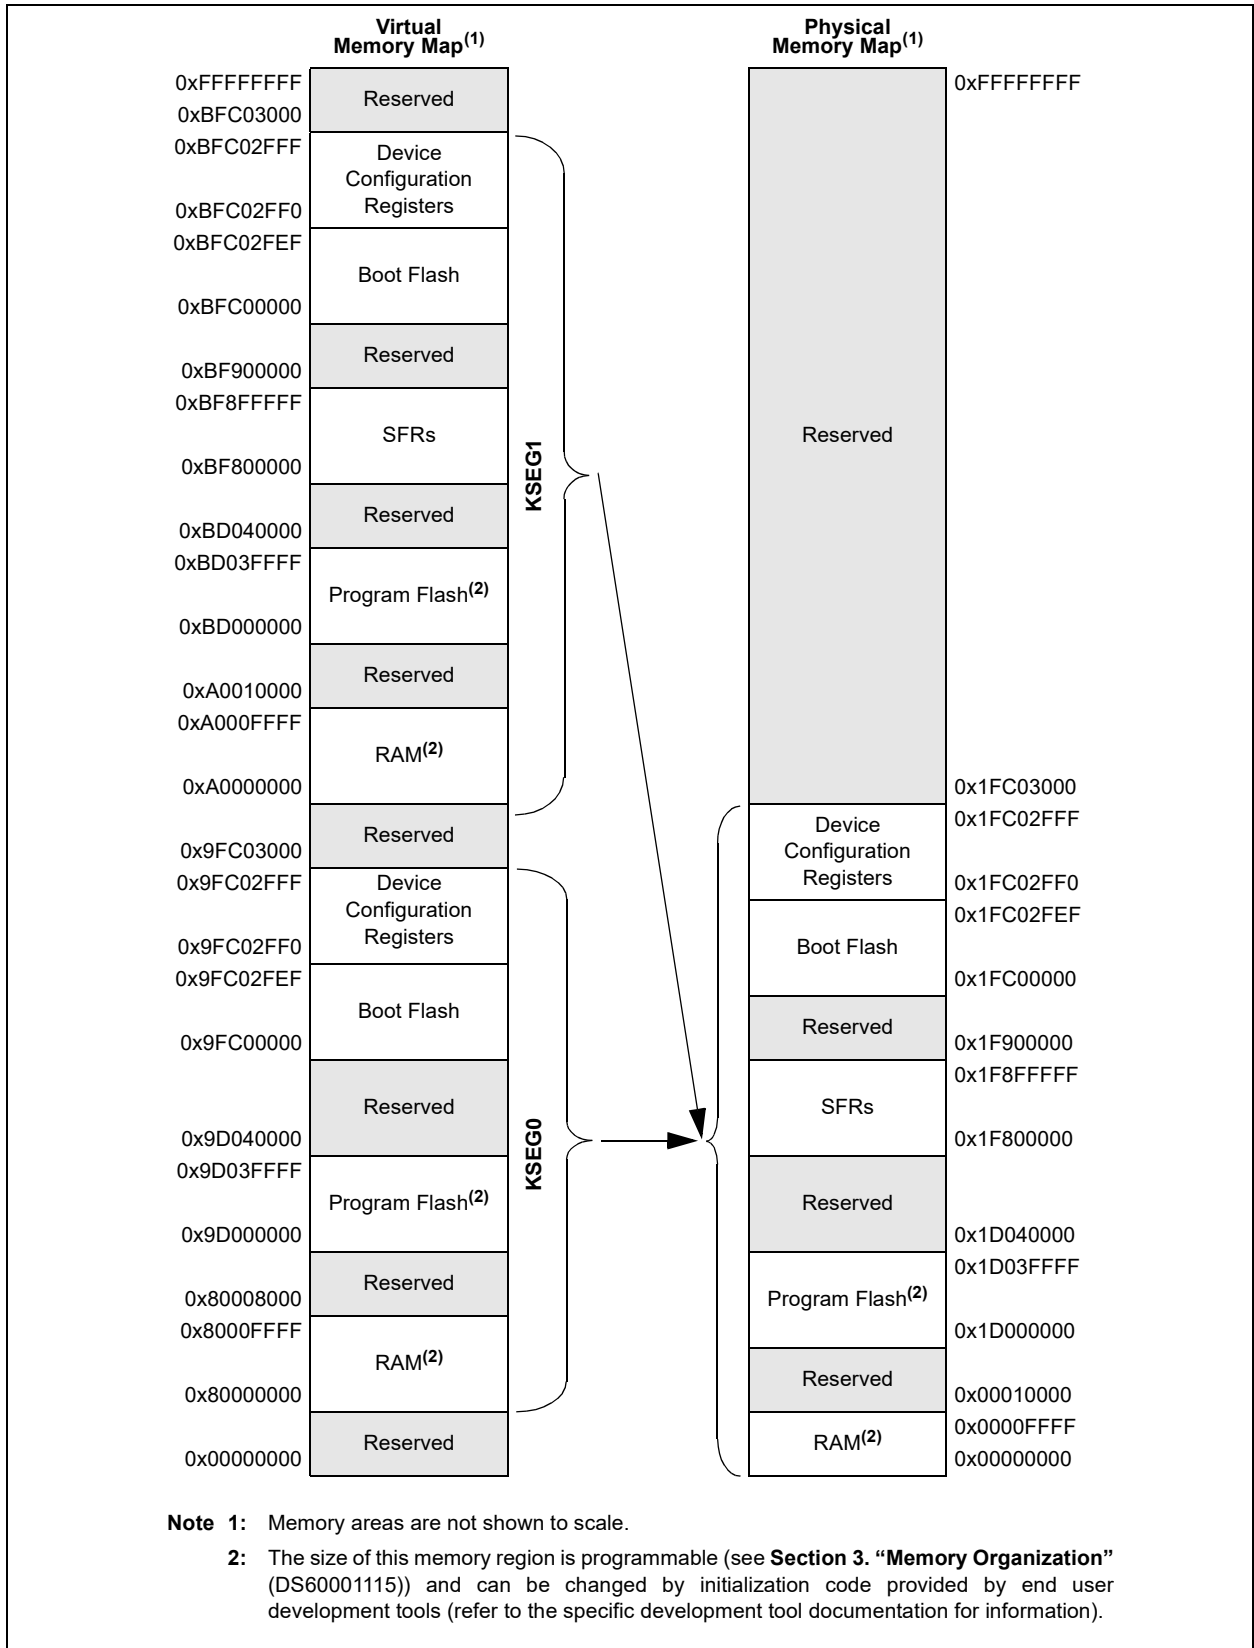 Virtual
Memory Map(1)
0xFFFFFFFF
Reserved
0xBFC03000
0xBFC02FFF
Device
Configuration
Registers
0xBFC02FF0
0xBFC02FEF
Boot Flash
0xBFC00000
Reserved
0xBF900000
0xBF8FFFFF
SFRs
0xBF800000
Reserved
0xBD040000
0xBD03FFFF
Program Flash(2)
0xBD000000
Reserved
0xA0010000
0xA000FFFF
RAM(2)
0xA0000000
Reserved
0x9FC03000
0x9FC02FFF
Device
Configuration
Registers
0x9FC02FF0
0x9FC02FEF
Boot Flash
0x9FC00000
Reserved
0x9D040000
0x9D03FFFF
Program Flash(2)
0x9D000000
Reserved
0x80008000
0x8000FFFF
RAM(2)
0x80000000
Reserved
0x00000000
KSEG1
KSEG0
Physical
Memory Map(1)
0xFFFFFFFF
Reserved
0x1FC03000
0x1FC02FFF
Device
Configuration
Registers
0x1FC02FF0
0x1FC02FEF
Boot Flash
0x1FC00000
Reserved
0x1F900000
0x1F8FFFFF
SFRs
0x1F800000
Reserved
0x1D040000
0x1D03FFFF
Program Flash(2)
0x1D000000
Reserved
0x00010000
0x0000FFFF
RAM(2)
0x00000000
Note 1: Memory areas are not shown to scale.
2: The size of this memory region is programmable (see Section 3. “Memory Organization”
(DS60001115)) and can be changed by initialization code provided by end user
development tools (refer to the specific development tool documentation for information).